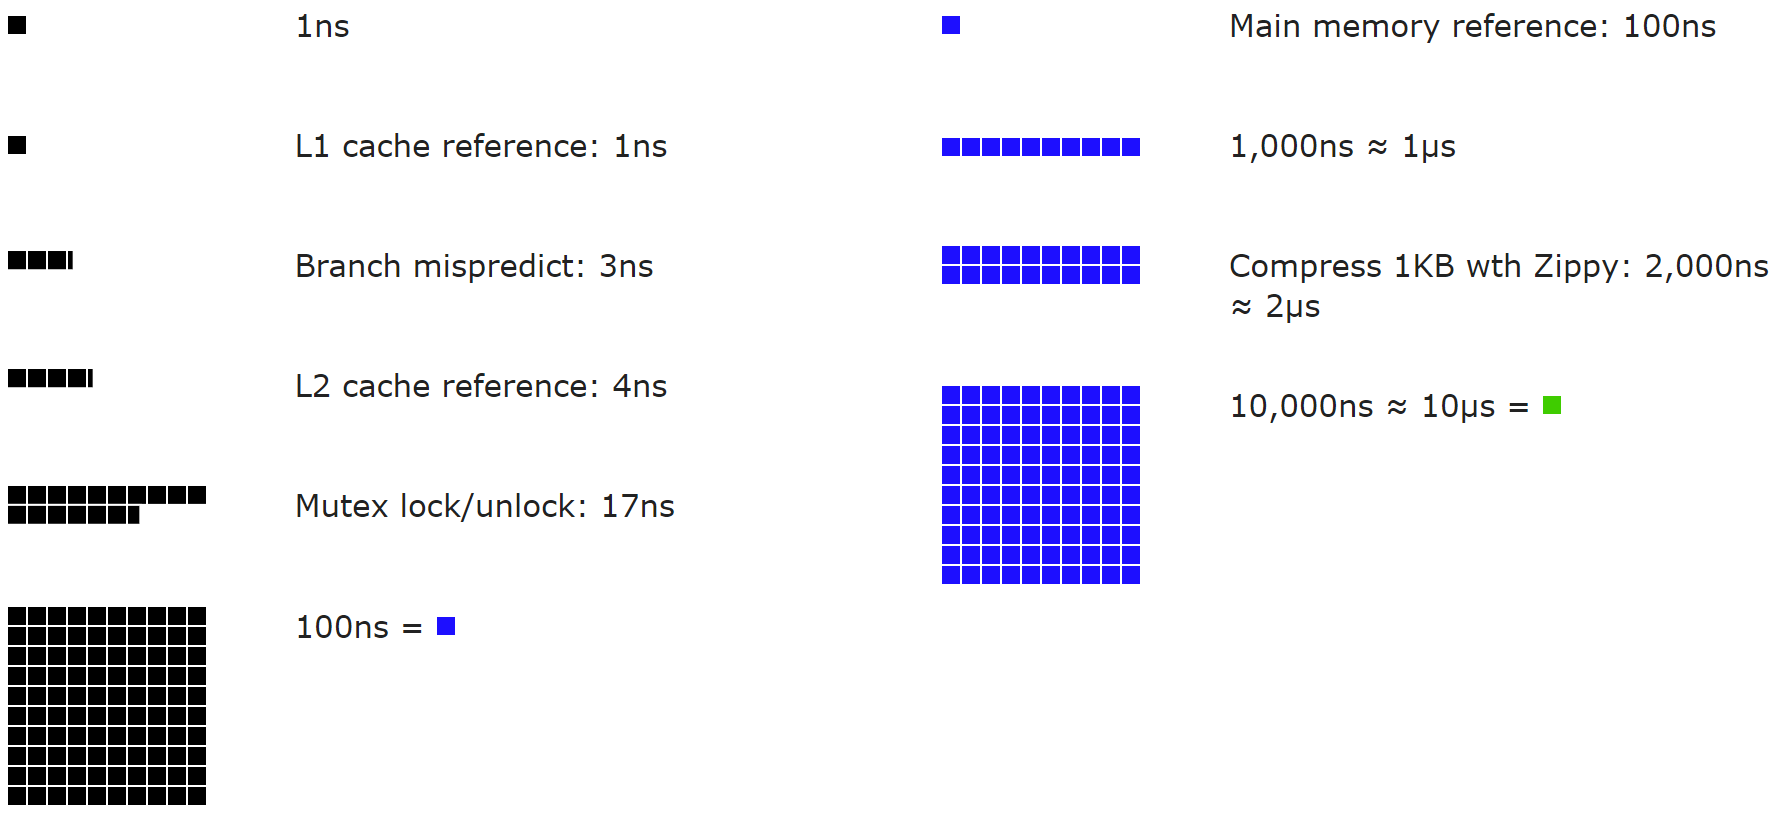 1ns
L1 cache reference: 1ns
Branch mispredict: 3ns
L2 cache reference: 4ns
Mutex lock/unlock: 17ns
100ns =
Main memory reference: 100ns
1,000ns ≈ 1μs
Compress 1KB wth Zippy: 2,000ns
≈ 2μs
10,000ns ≈ 10μs =